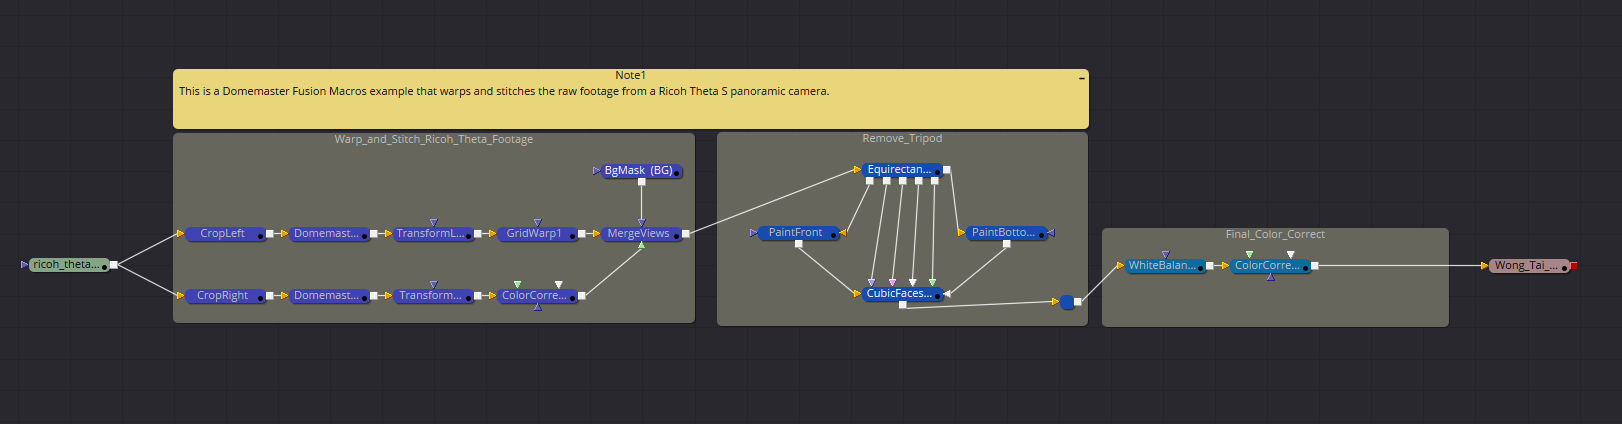 Note1
This is a Domemaster Fusion Macros example that warps and stitches the raw footage from a Ricoh Theta S panoramic camera.
Warp_and_Stitch_Ricoh_Theta_Footage
Remove_Tripod
BgMask (BG)
Equirectan...
CropLeft
Domemast...
TransformL...
GridWarp1
MergeViews
PaintFront
PaintBotto...
Final_Color_Correct
ricoh_theta...
WhiteBalan...
ColorCorre...
Wong_Tai_...
CropRight
Domemast...
Transform...
ColorCorre...
CubicFaces...